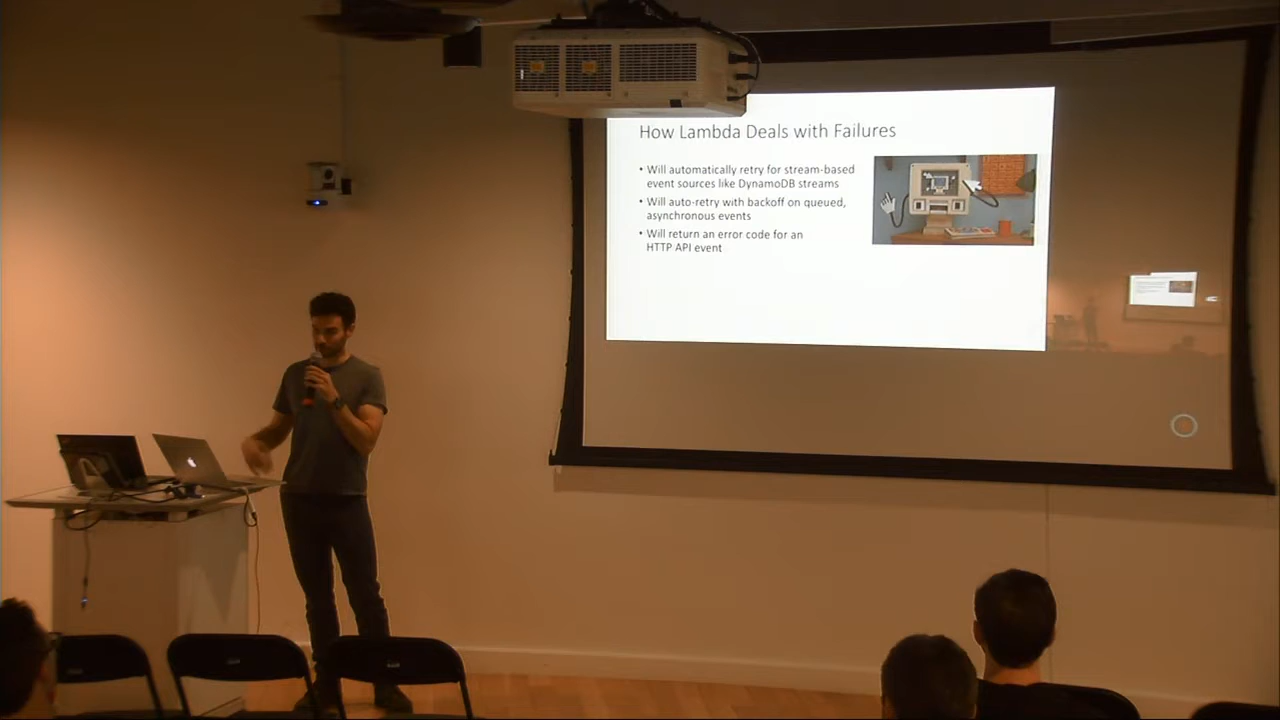 How Lambda Deals with Failures
• Will automatically retry for stream-based
event sources like DynamoDB streams
• Will auto-retry with backoff on queued,
asynchronous events
• Will return an error code for an
HTTP API event